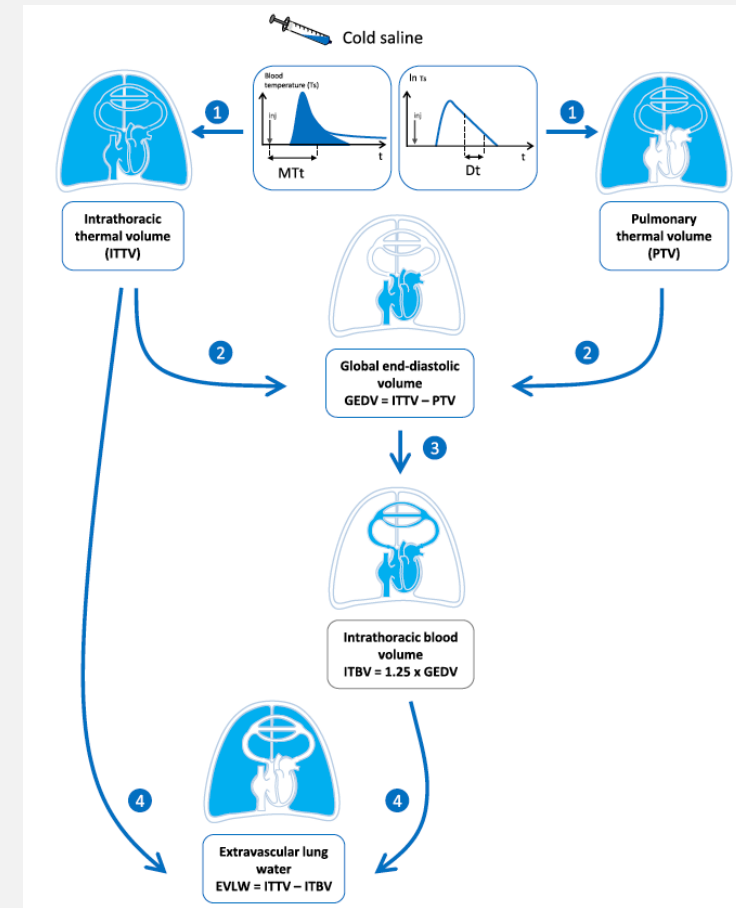 Cold saline
Blood
temperature (Ts)
inj
t
MTt
ln Ts
inj
t
Dt
1
1
Intrathoracic
thermal volume
(ITTV)
Pulmonary
thermal volume
(PTV)
2
2
Global end-diastolic
volume
GEDV = ITTV – PTV
3
Intrathoracic blood
volume
ITBV = 1.25 x GEDV
4
4
Extravascular lung
water
EVLW = ITTV – ITBV